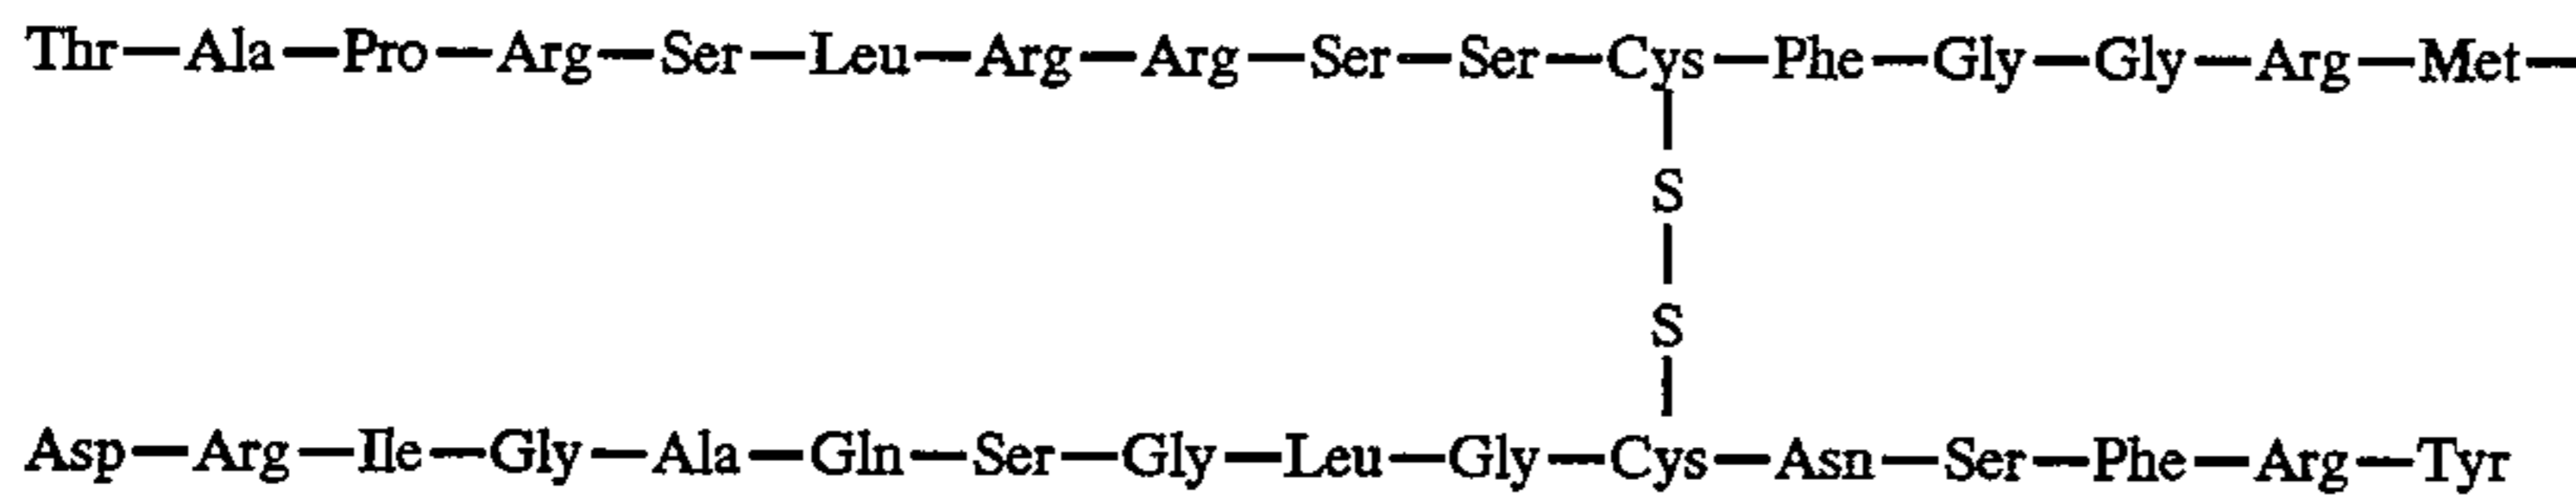 Thr—Ala—Pro—Arg—Ser—Leu—Arg—Arg—Ser—Ser—Cys—Phe—Gly—Gly—Arg—Met—
S
S
Asp—Arg—Ile—Gly—Ala—Gln—Ser—Gly—Leu—Gly—Cys—Asn—Ser—Phe—Arg—Tyr